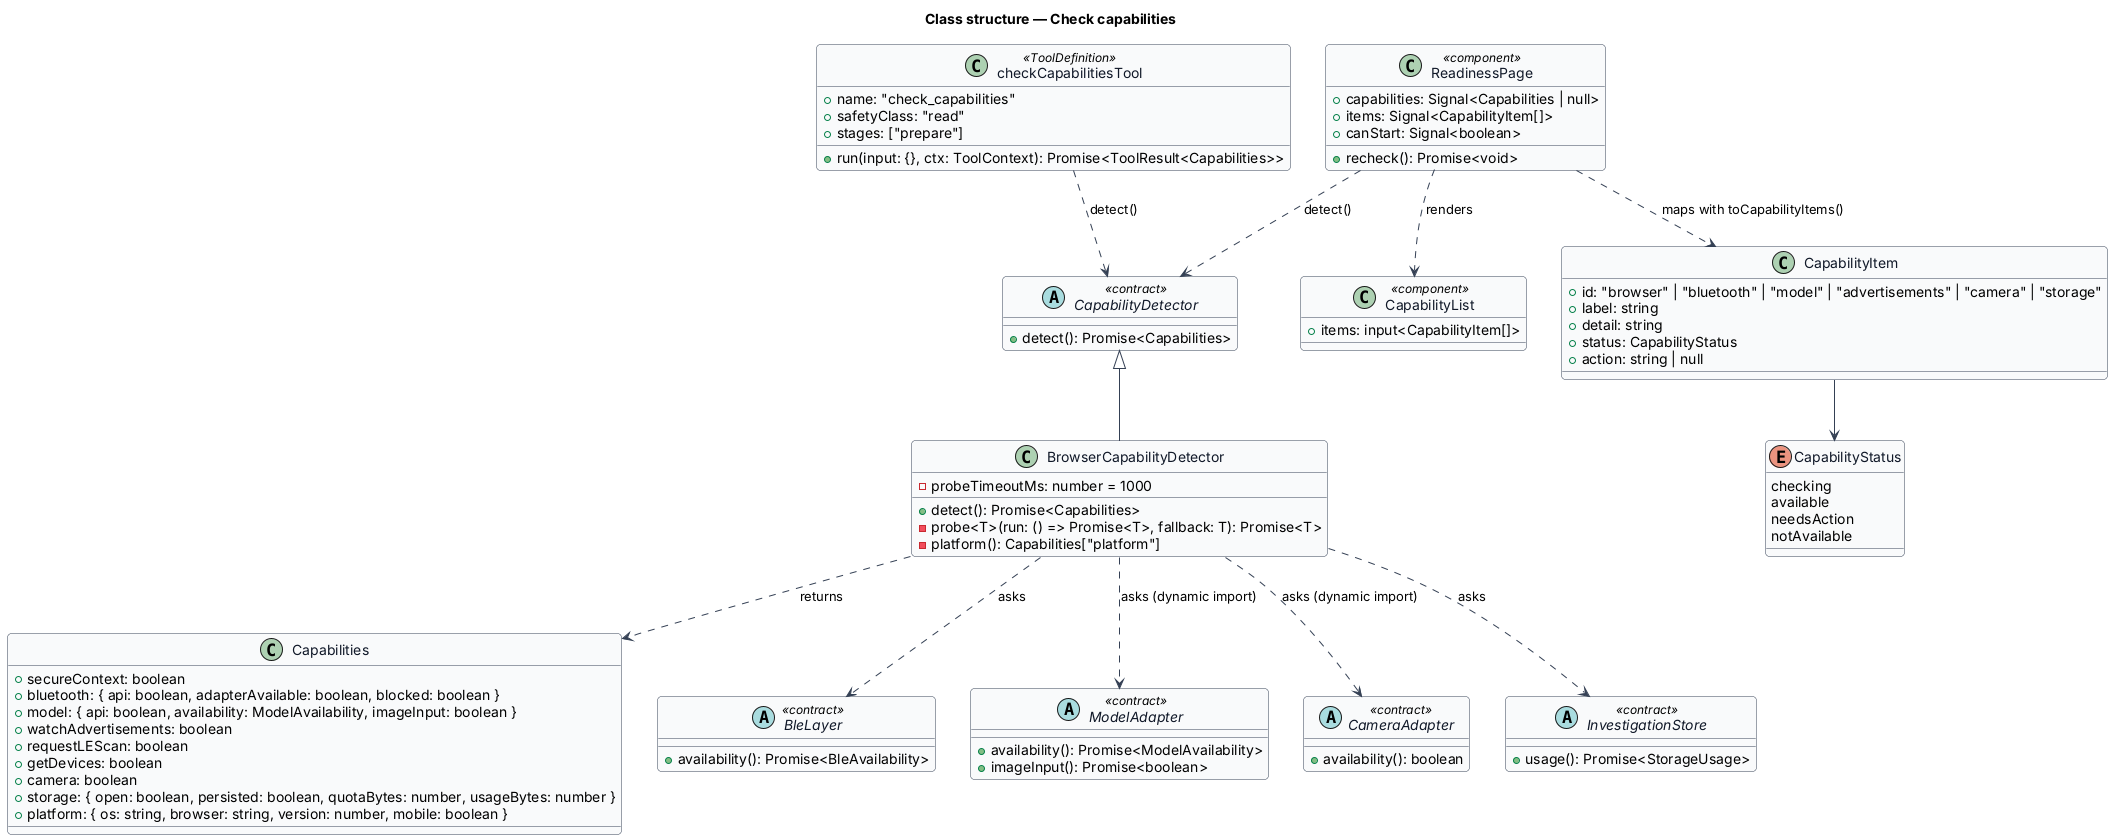 Class structure — Check capabilities
C
«ToolDefinition»
checkCapabilitiesTool
name: "check_capabilities"
safetyClass: "read"
stages: ["prepare"]
run(input: {}, ctx: ToolContext): Promise<ToolResult<Capabilities>>
C
«component»
ReadinessPage
capabilities: Signal<Capabilities | null>
items: Signal<CapabilityItem[]>
canStart: Signal<boolean>
recheck(): Promise<void>
detect()
detect()
renders
maps with toCapabilityItems()
A
«contract»
CapabilityDetector
detect(): Promise<Capabilities>
C
«component»
CapabilityList
items: input<CapabilityItem[]>
C
CapabilityItem
id: "browser" | "bluetooth" | "model" | "advertisements" | "camera" | "storage"
label: string
detail: string
status: CapabilityStatus
action: string | null
C
BrowserCapabilityDetector
probeTimeoutMs: number = 1000
detect(): Promise<Capabilities>
probe<T>(run: () => Promise<T>, fallback: T): Promise<T>
platform(): Capabilities["platform"]
E
CapabilityStatus
checking
available
needsAction
notAvailable
returns
asks
asks (dynamic import)
asks (dynamic import)
asks
C
Capabilities
secureContext: boolean
bluetooth: { api: boolean, adapterAvailable: boolean, blocked: boolean }
model: { api: boolean, availability: ModelAvailability, imageInput: boolean }
watchAdvertisements: boolean
requestLEScan: boolean
getDevices: boolean
camera: boolean
storage: { open: boolean, persisted: boolean, quotaBytes: number, usageBytes: number }
platform: { os: string, browser: string, version: number, mobile: boolean }
A
«contract»
BleLayer
availability(): Promise<BleAvailability>
A
«contract»
ModelAdapter
availability(): Promise<ModelAvailability>
imageInput(): Promise<boolean>
A
«contract»
CameraAdapter
availability(): boolean
A
«contract»
InvestigationStore
usage(): Promise<StorageUsage>